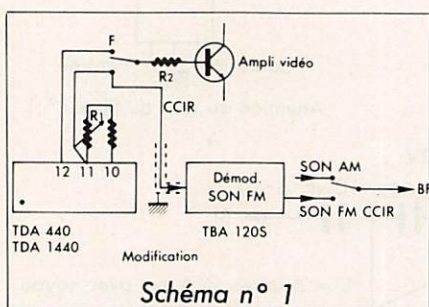 F
R2
Ampli vidéo
CCIR
R1
12 11 10
Démod.
SON FM
SON AM
BF
SON FM CCIR
TDA 440
TDA 1440
TBA 120S
Modification
Schéma n° 1